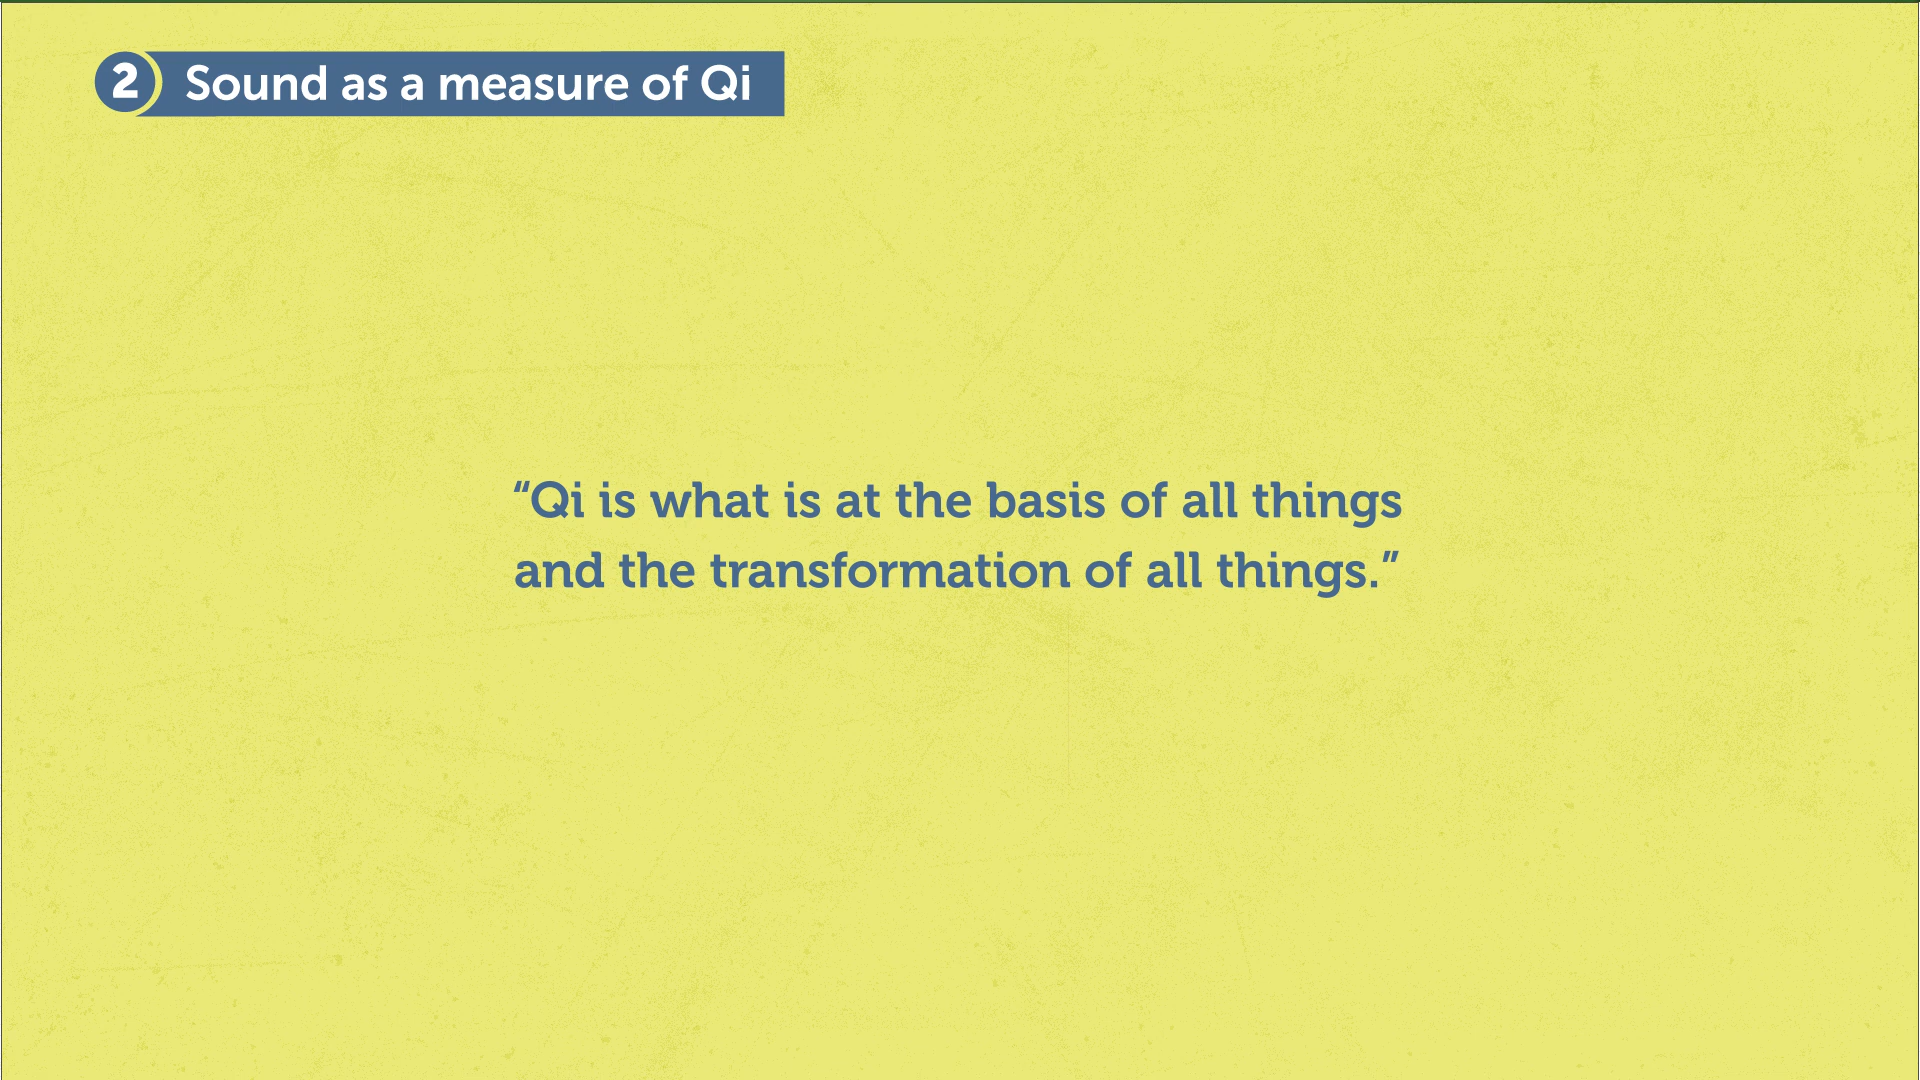 2 Sound as a measure of Qi
“Qi is what is at the basis of all things
and the transformation of all things.”